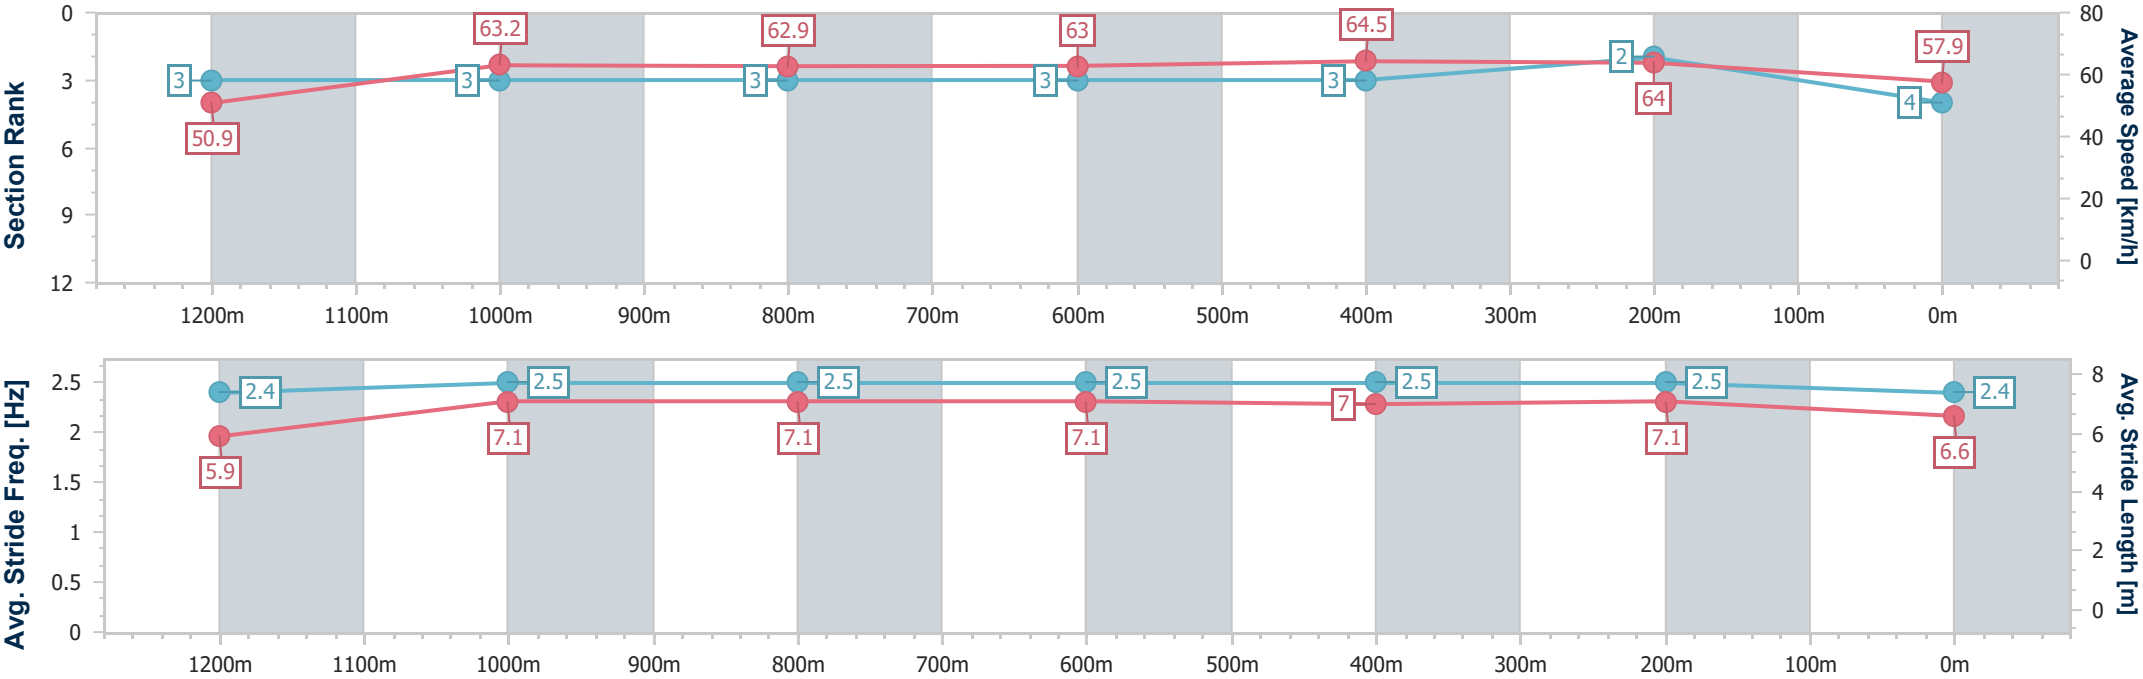 Section Rank
0
3
6
9
12
Average Speed [km/h]
80
60
40
20
0
3 3 3 3 3 2 4
50.9 63.2 62.9 63 64.5 64 57.9
1200m 1100m 1000m 900m 800m 700m 600m 500m 400m 300m 200m 100m 0m
Avg. Stride Freq. [Hz]
2.5
2
1.5
1
0.5
0
Avg. Stride Length [m]
8
6
4
2
0
2.4 2.5 2.5 2.5 2.5 2.5 2.4
5.9 7.1 7.1 7.1 7 7.1 6.6
1200m 1100m 1000m 900m 800m 700m 600m 500m 400m 300m 200m 100m 0m